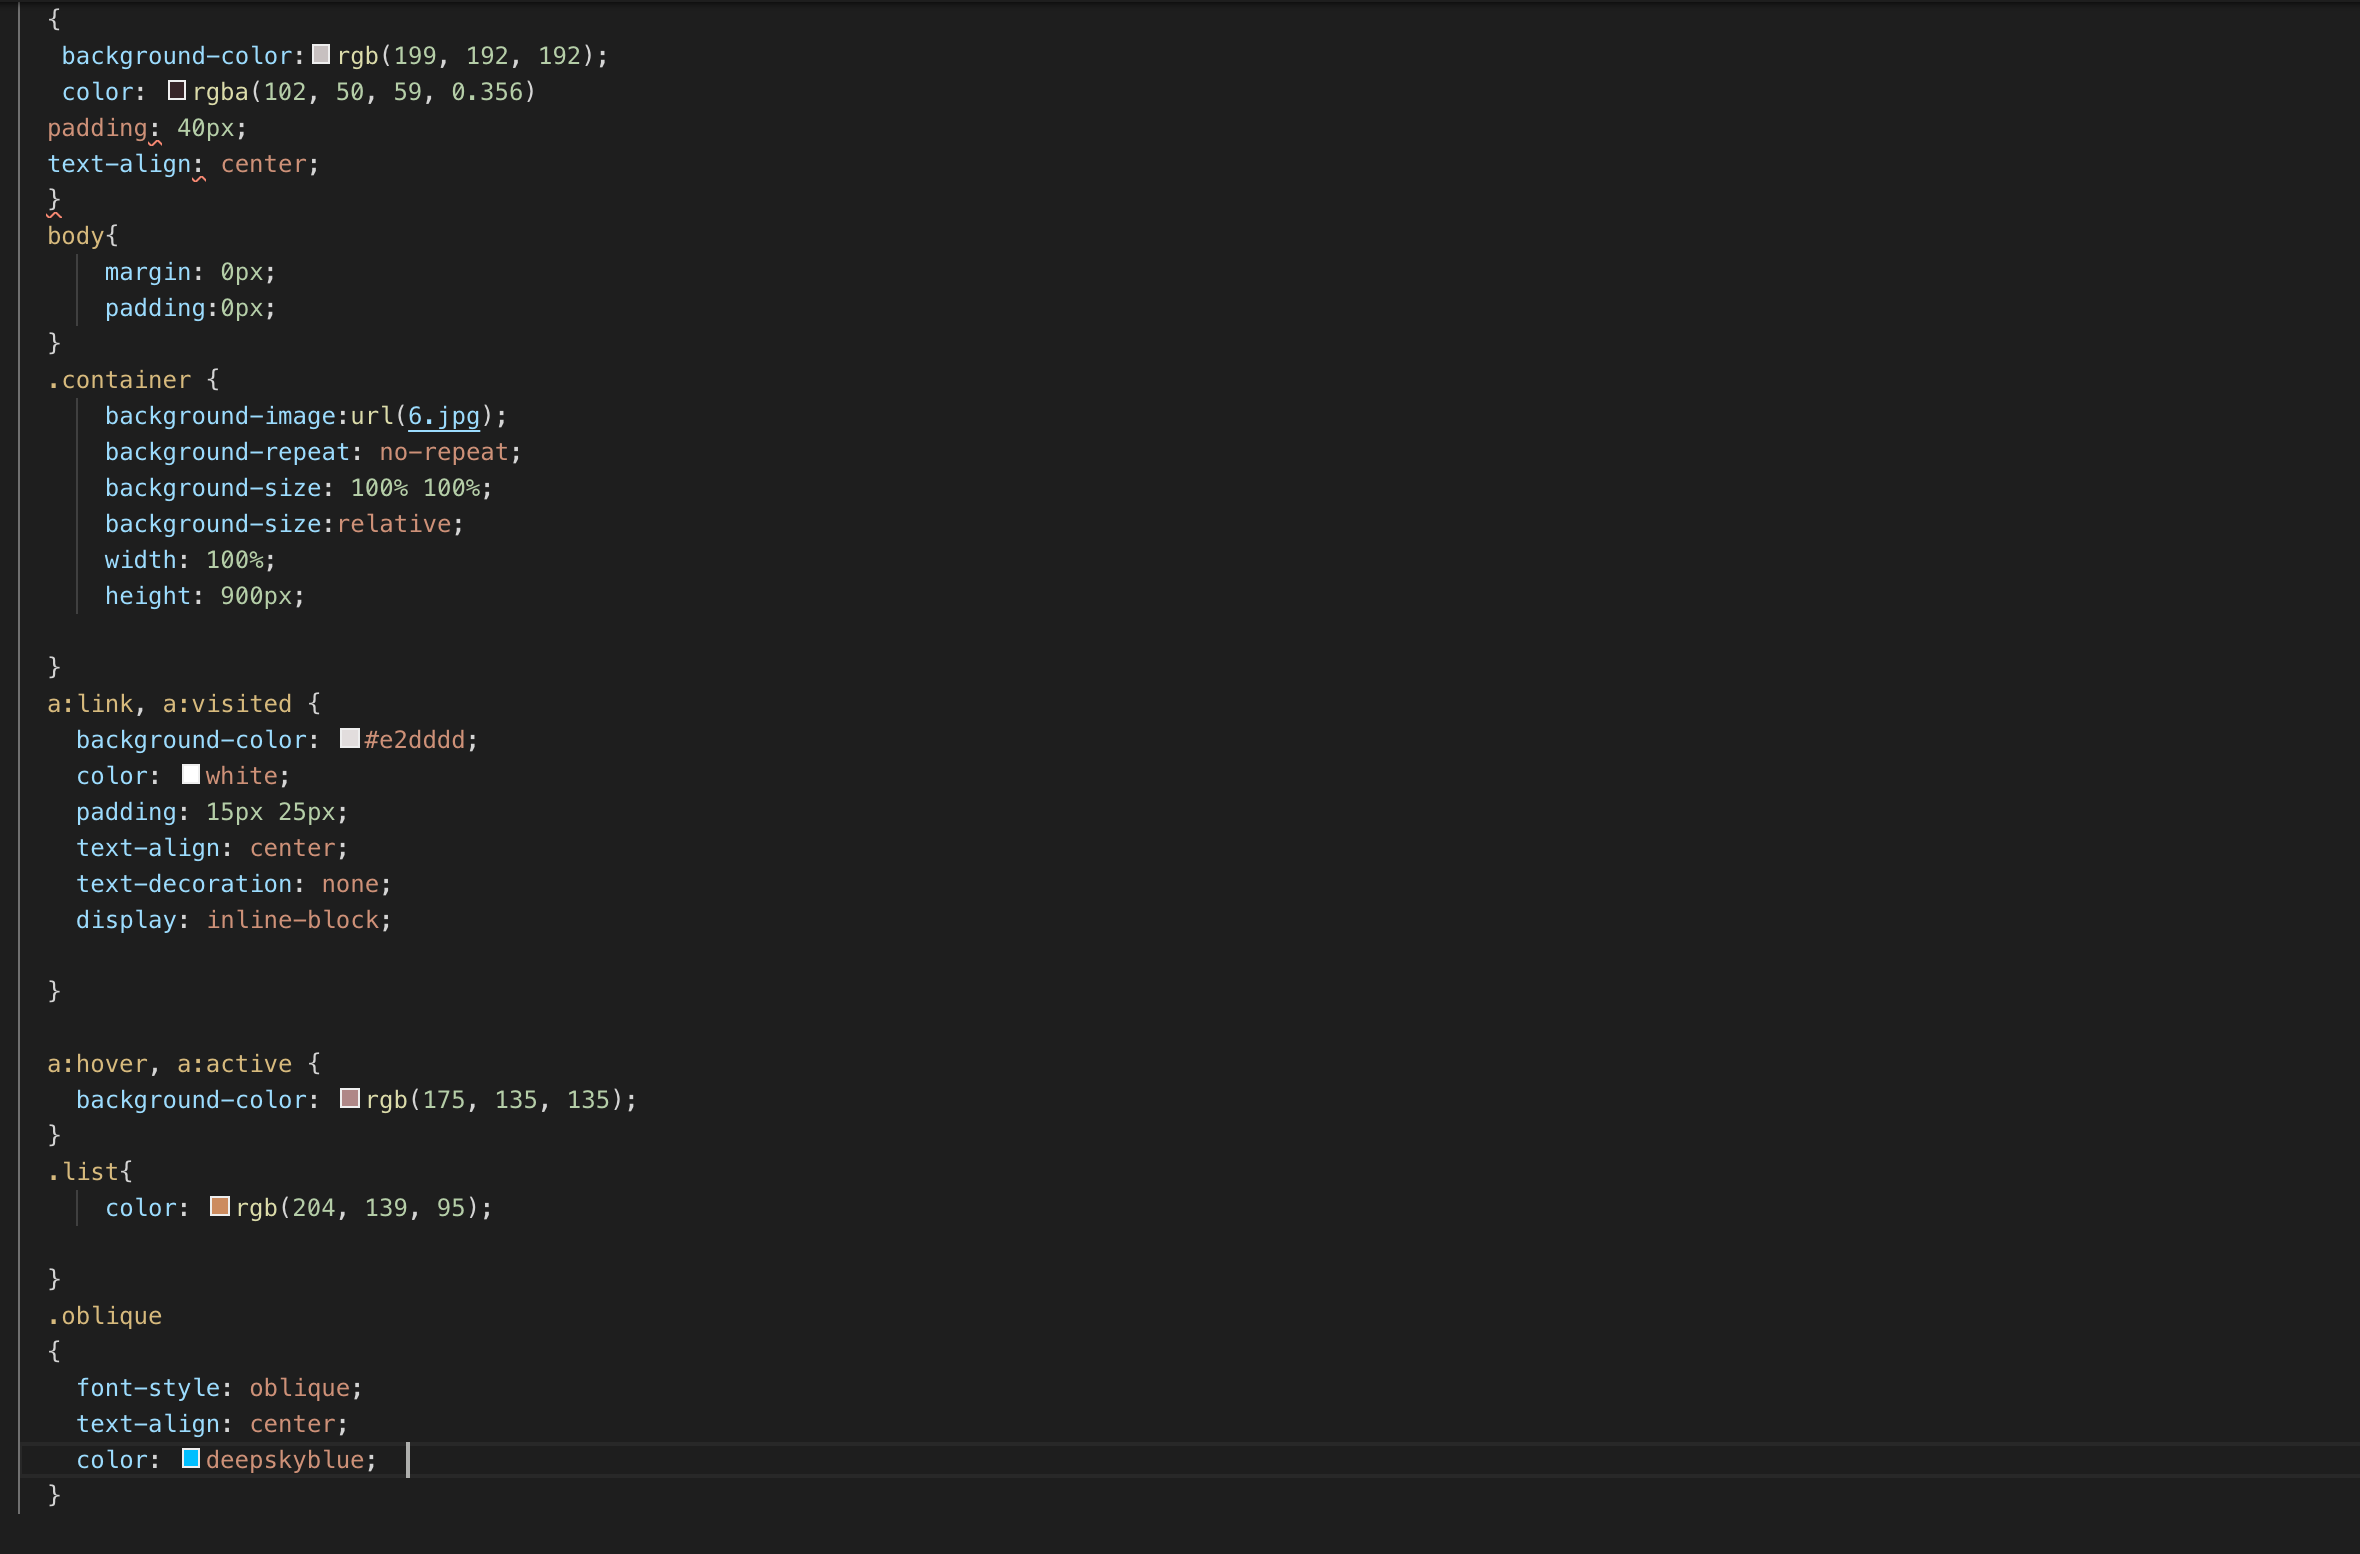 {
background-color: rgb(199, 192, 192);
color: rgba(102, 50, 59, 0.356)
padding: 40px;
text-align: center;
}
body{
margin: 0px;
padding:0px;
}
.container {
background-image:url(6.jpg);
background-repeat: no-repeat;
background-size: 100% 100%;
background-size:relative;
width: 100%;
height: 900px;
}
a:link, a:visited {
background-color: #e2dddd;
color: white;
padding: 15px 25px;
text-align: center;
text-decoration: none;
display: inline-block;
}
a:hover, a:active {
background-color: rgb(175, 135, 135);
}
.list{
color: rgb(204, 139, 95);
}
.oblique
{
font-style: oblique;
text-align: center;
color: deepskyblue;
}